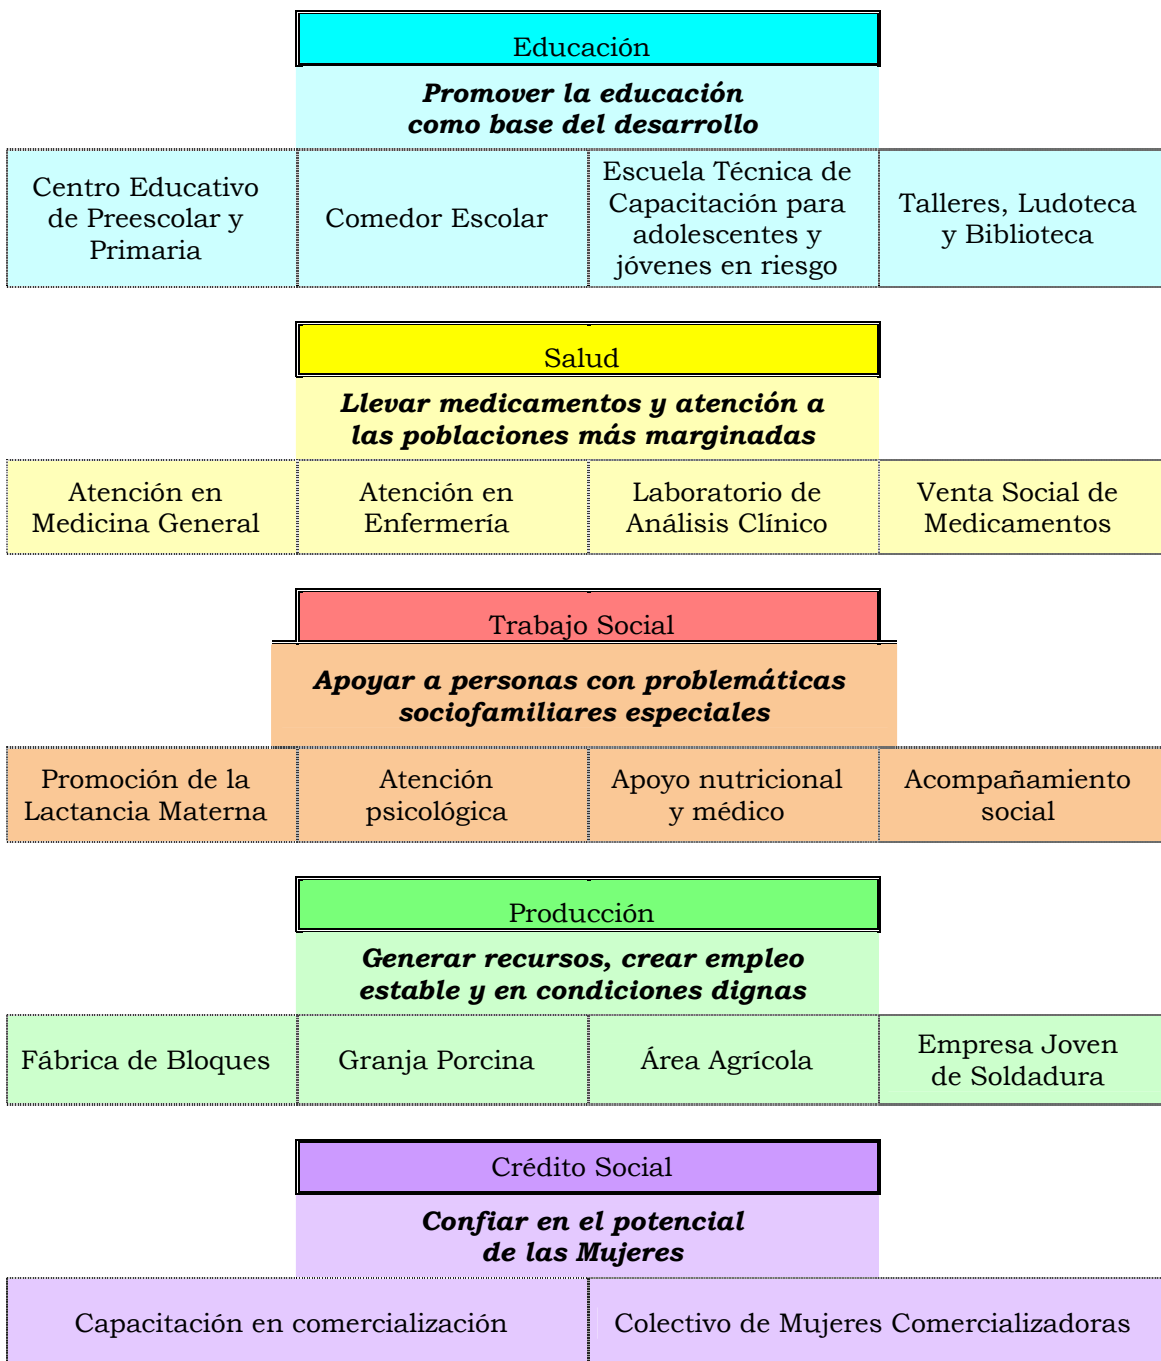 Educación
Promover la educación
como base del desarrollo
Centro Educativo
de Preescolar y
Primaria
Comedor Escolar
Escuela Técnica de
Capacitación para
adolescentes y
jóvenes en riesgo
Talleres, Ludoteca
y Biblioteca
Salud
Llevar medicamentos y atención a
las poblaciones más marginadas
Atención en
Medicina General
Atención en
Enfermería
Laboratorio de
Análisis Clínico
Venta Social de
Medicamentos
Trabajo Social
Apoyar a personas con problemáticas
sociofamiliares especiales
Promoción de la
Lactancia Materna
Atención
psicológica
Apoyo nutricional
y médico
Acompañamiento
social
Producción
Generar recursos, crear empleo
estable y en condiciones dignas
Fábrica de Bloques
Granja Porcina
Área Agrícola
Empresa Joven
de Soldadura
Crédito Social
Confiar en el potencial
de las Mujeres
Capacitación en comercialización
Colectivo de Mujeres Comercializadoras